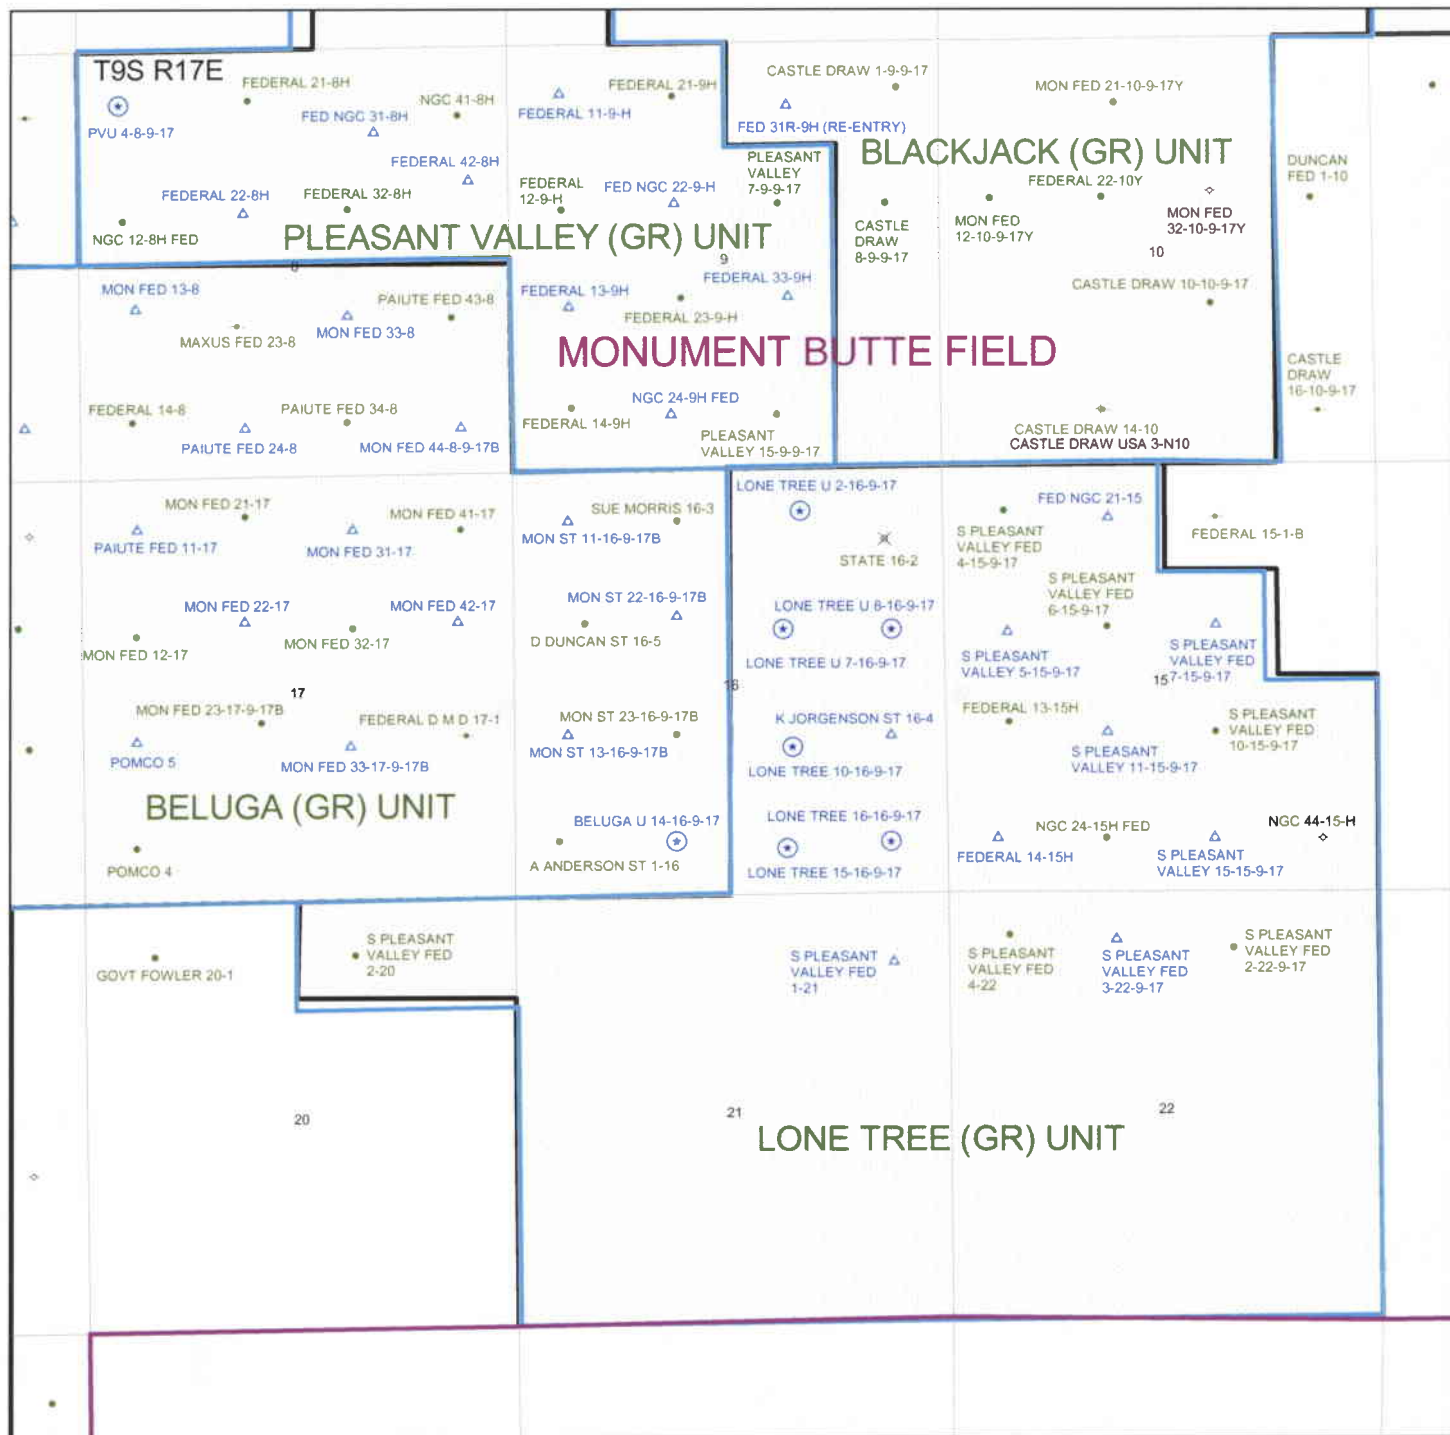 T9S R17E
FEDERAL 21-8H
NGC 41-8H
FED NGC 31-8H
PVU 4-8-9-17
FEDERAL 42-8H
FEDERAL 22-8H
FEDERAL 32-8H
NGC 12-8H FED
FEDERAL 21-9H
FEDERAL 11-9-H
FEDERAL
12-9-H
FED NGC 22-9-H
PLEASANT
VALLEY
7-9-9-17
PLEASANT VALLEY (GR) UNIT
8
9
CASTLE DRAW 1-9-9-17
MON FED 21-10-9-17Y
FED 31R-9H (RE-ENTRY)
BLACKJACK (GR) UNIT
FEDERAL 22-10Y
DUNCAN
FED 1-10
CASTLE
DRAW
8-9-9-17
MON FED
12-10-9-17Y
MON FED
32-10-9-17Y
10
CASTLE DRAW 10-10-9-17
MON FED 13-8
PAIUTE FED 43-8
MAXUS FED 23-8
MON FED 33-8
FEDERAL 13-9H
FEDERAL 33-9H
FEDERAL 23-9-H
MONUMENT BUTTE FIELD
CASTLE
DRAW
16-10-9-17
FEDERAL 14-8
PAIUTE FED 34-8
PAIUTE FED 24-8
MON FED 44-8-9-17B
NGC 24-9H FED
FEDERAL 14-9H
PLEASANT
VALLEY 15-9-9-17
CASTLE DRAW 14-10
CASTLE DRAW USA 3-N10
MON FED 21-17
MON FED 41-17
PAIUTE FED 11-17
MON FED 31-17
SUE MORRIS 16-3
MON ST 11-16-9-17B
LONE TREE U 2-16-9-17
STATE 16-2
FED NGC 21-15
S PLEASANT
VALLEY FED
4-15-9-17
FEDERAL 15-1-B
MON FED 22-17
MON FED 42-17
MON FED 12-17
MON FED 32-17
MON ST 22-16-9-17B
D DUNCAN ST 16-5
LONE TREE U 8-16-9-17
LONE TREE U 7-16-9-17
S PLEASANT
VALLEY FED
6-15-9-17
S PLEASANT
VALLEY 5-15-9-17
S PLEASANT
VALLEY FED
7-15-9-17
17
16
15
MON FED 23-17-9-17B
FEDERAL D M D 17-1
POMCO 5
MON FED 33-17-9-17B
MON ST 23-16-9-17B
MON ST 13-16-9-17B
K JORGENSON ST 16-4
LONE TREE 10-16-9-17
FEDERAL 13-15H
S PLEASANT
VALLEY 11-15-9-17
S PLEASANT
VALLEY FED
10-15-9-17
BELUGA (GR) UNIT
POMCO 4
BELUGA U 14-16-9-17
A ANDERSON ST 1-16
LONE TREE 16-16-9-17
LONE TREE 15-16-9-17
NGC 24-15H FED
FEDERAL 14-15H
S PLEASANT
VALLEY 15-15-9-17
NGC 44-15-H
GOVT FOWLER 20-1
S PLEASANT
VALLEY FED
2-20
S PLEASANT
VALLEY FED
1-21
S PLEASANT
VALLEY FED
4-22
S PLEASANT
VALLEY FED
3-22-9-17
S PLEASANT
VALLEY FED
2-22-9-17
20
21
22
LONE TREE (GR) UNIT